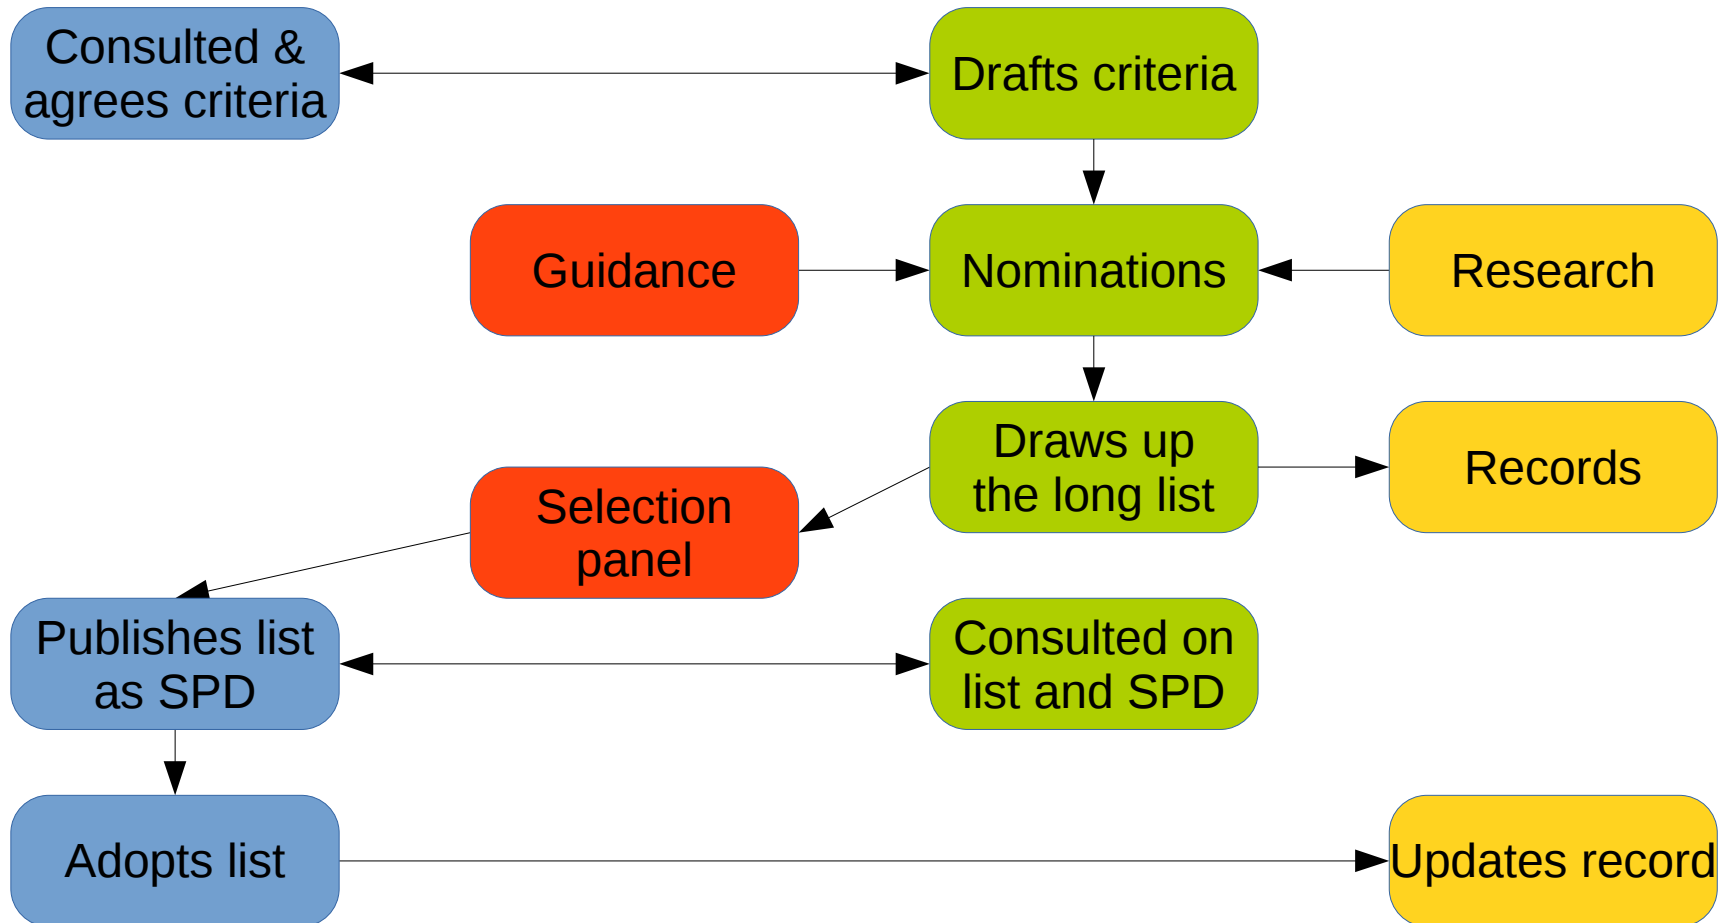 Consulted &
agrees criteria
Drafts criteria
Guidance
Nominations
Research
Draws up
the long list
Records
Selection
panel
Publishes list
as SPD
Consulted on
list and SPD
Adopts list
Updates record